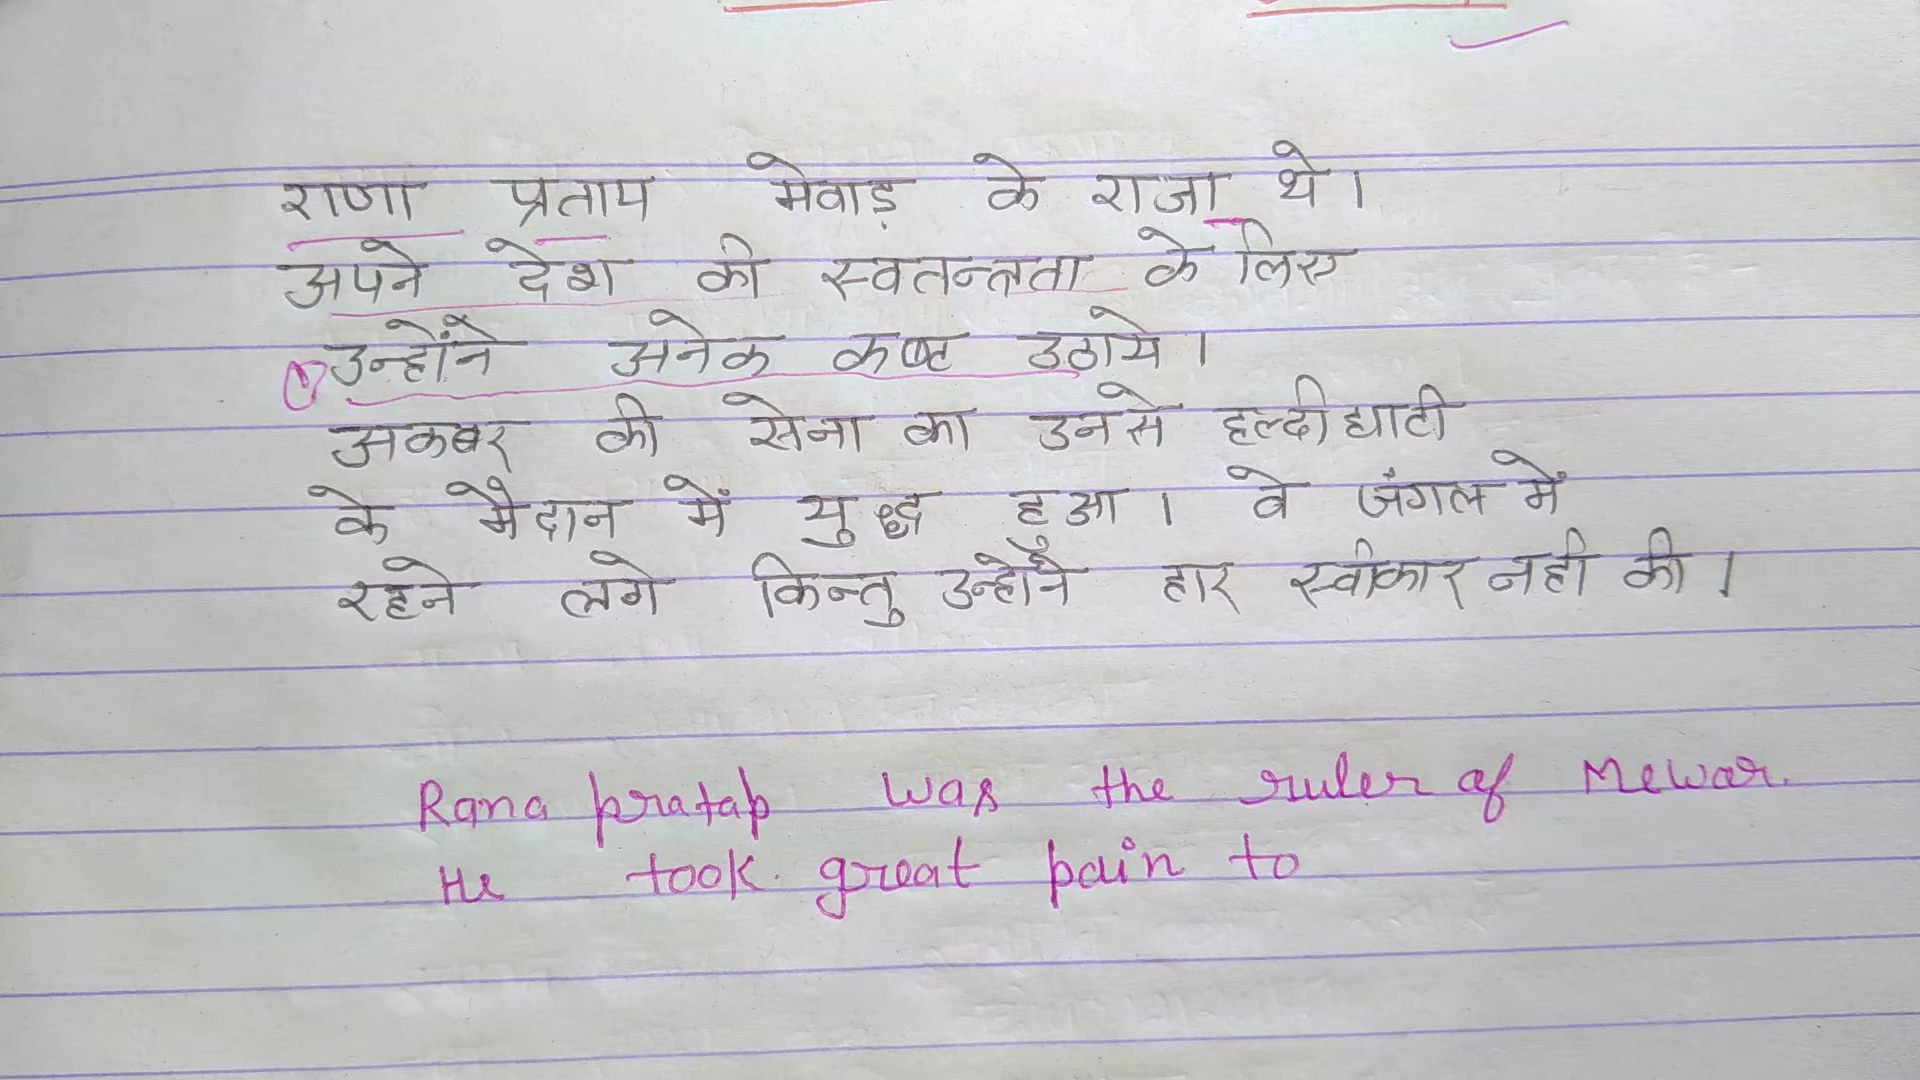 राणा प्रताप मेवाड़ के राजा थे।
अपने देश की स्वतन्त्रता के लिए
उन्होंने अनेक कष्ट उठाये।
अकबर की सेना का उनसे हल्दीघाटी
के मैदान में युद्ध हुआ। वे जंगल में
रहने लगे किन्तु उन्होंने हार स्वीकार नही की।
Rana pratap was the ruler of Mewar.
He took. great pain to